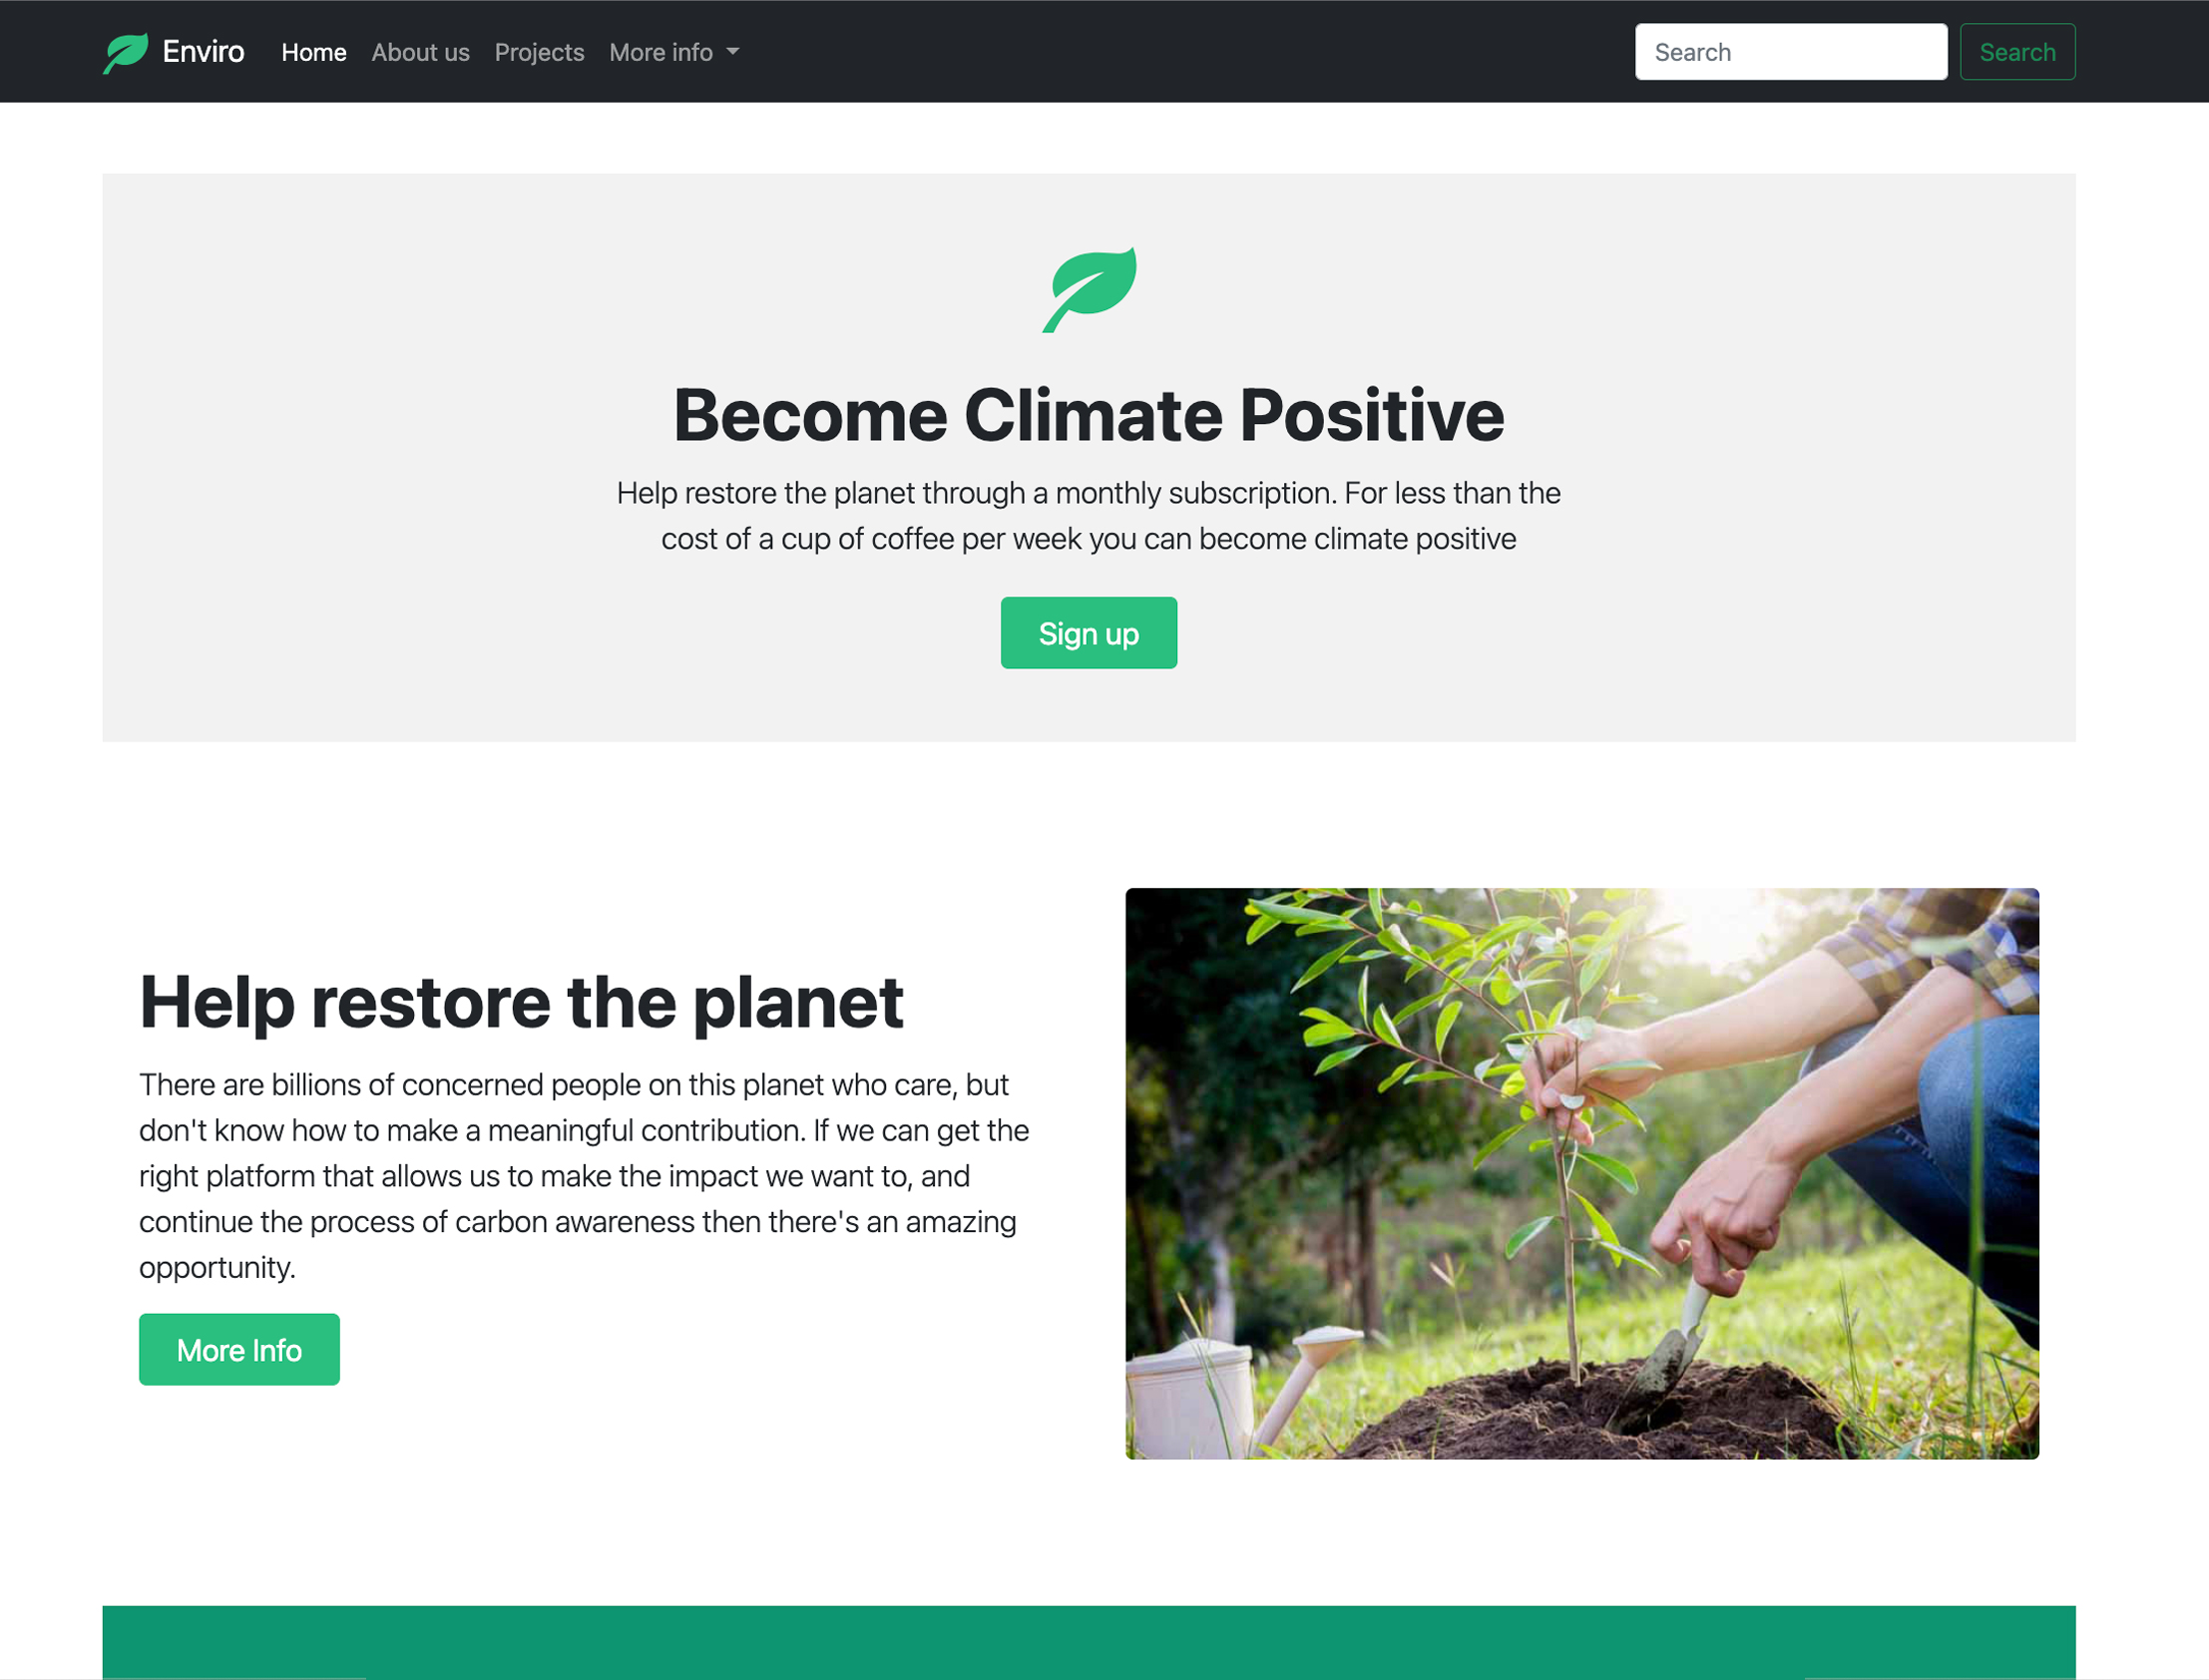 Enviro Home About us Projects More info Search Search
Become Climate Positive
Help restore the planet through a monthly subscription. For less than the
cost of a cup of coffee per week you can become climate positive
Sign up
Help restore the planet
There are billions of concerned people on this planet who care, but
don't know how to make a meaningful contribution. If we can get the
right platform that allows us to make the impact we want to, and
continue the process of carbon awareness then there's an amazing
opportunity.
More Info